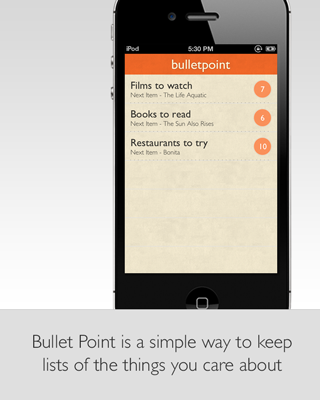 iPod 5:30 PM
bulletpoint
Films to watch
Next Item - The Life Aquatic
7
Books to read
Next Item - The Sun Also Rises
6
Restaurants to try
Next Item - Bonita
10
Bullet Point is a simple way to keep
lists of the things you care about